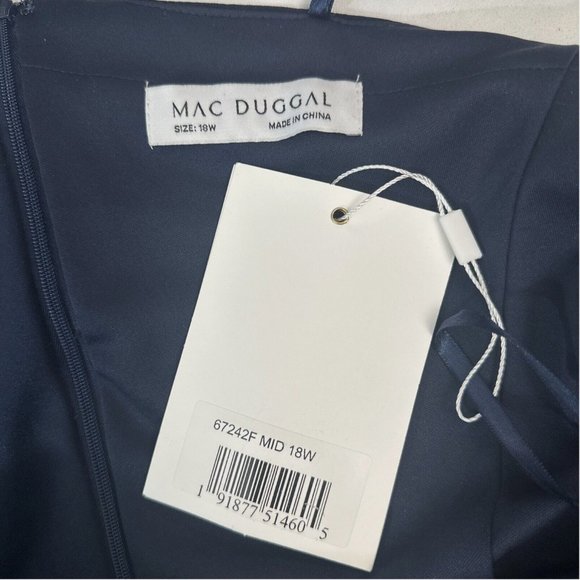 MAC DUGGAL
SIZE: 18W MADE IN CHINA
67242F MID 18W
1 91877 51460 5